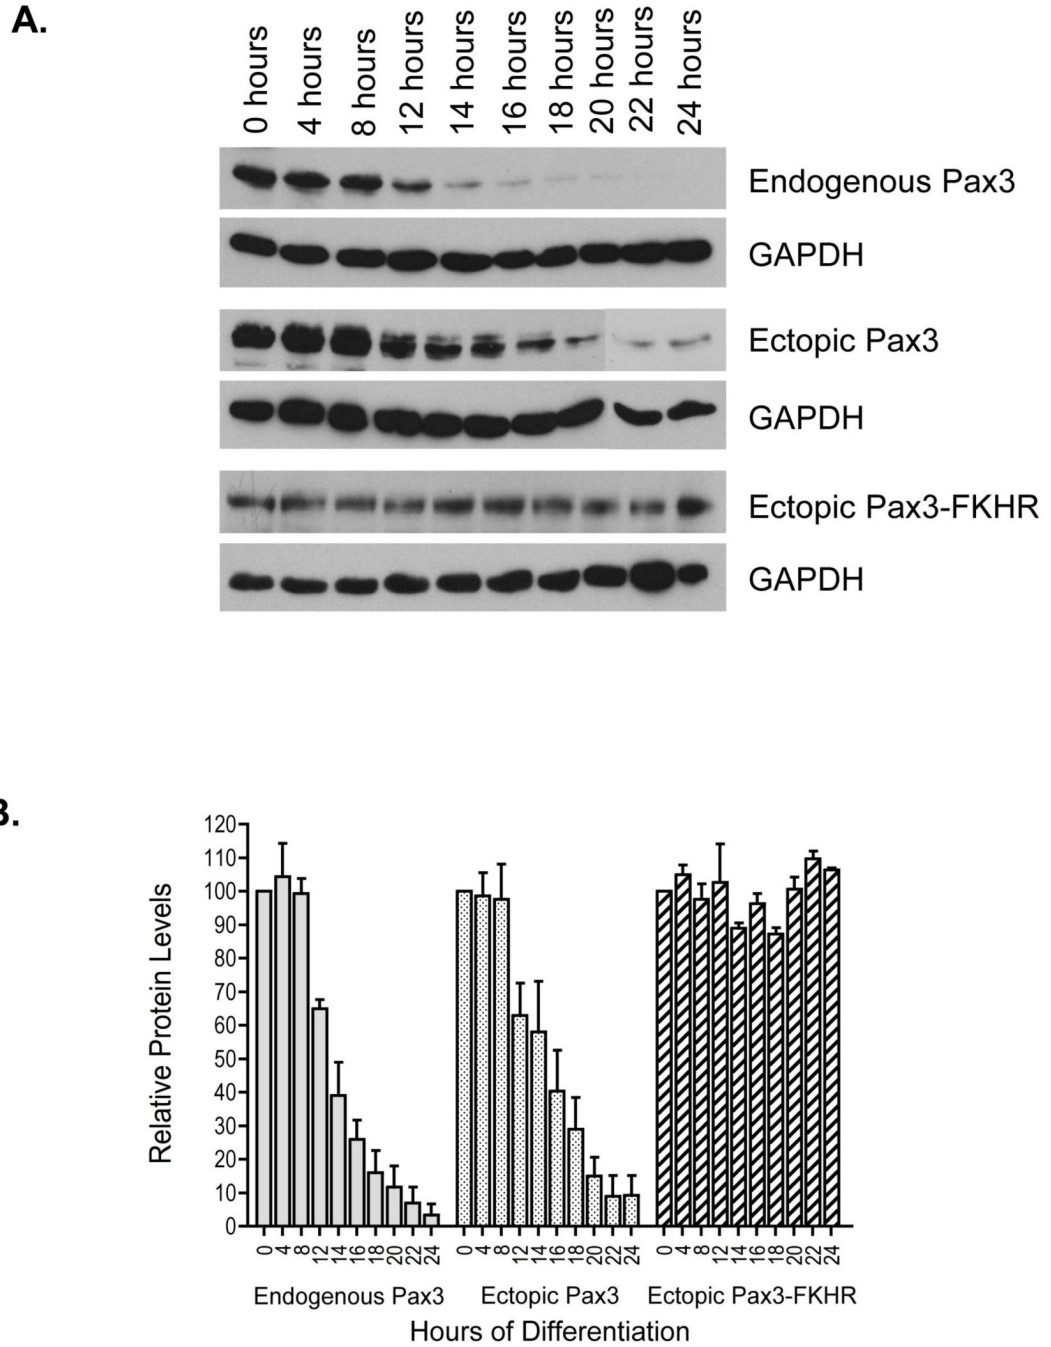 A.
0 hours
4 hours
8 hours
12 hours
14 hours
16 hours
18 hours
20 hours
22 hours
24 hours
Endogenous Pax3
GAPDH
Ectopic Pax3
GAPDH
Ectopic Pax3-FKHR
GAPDH
B.
120
110
100
90
80
70
60
50
40
30
20
10
0
Relative Protein Levels
0 4 8 12 14 16 18 20 22 24 0 4 8 12 14 16 18 20 22 24 0 4 8 12 14 16 18 20 22 24
Endogenous Pax3 Ectopic Pax3 Ectopic Pax3-FKHR
Hours of Differentiation